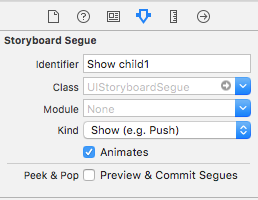 Storyboard Segue
Identifier Show child1
Class UIStoryboardSegue
Module None
Kind Show (e.g. Push)
Animates
Peek & Pop Preview & Commit Segues